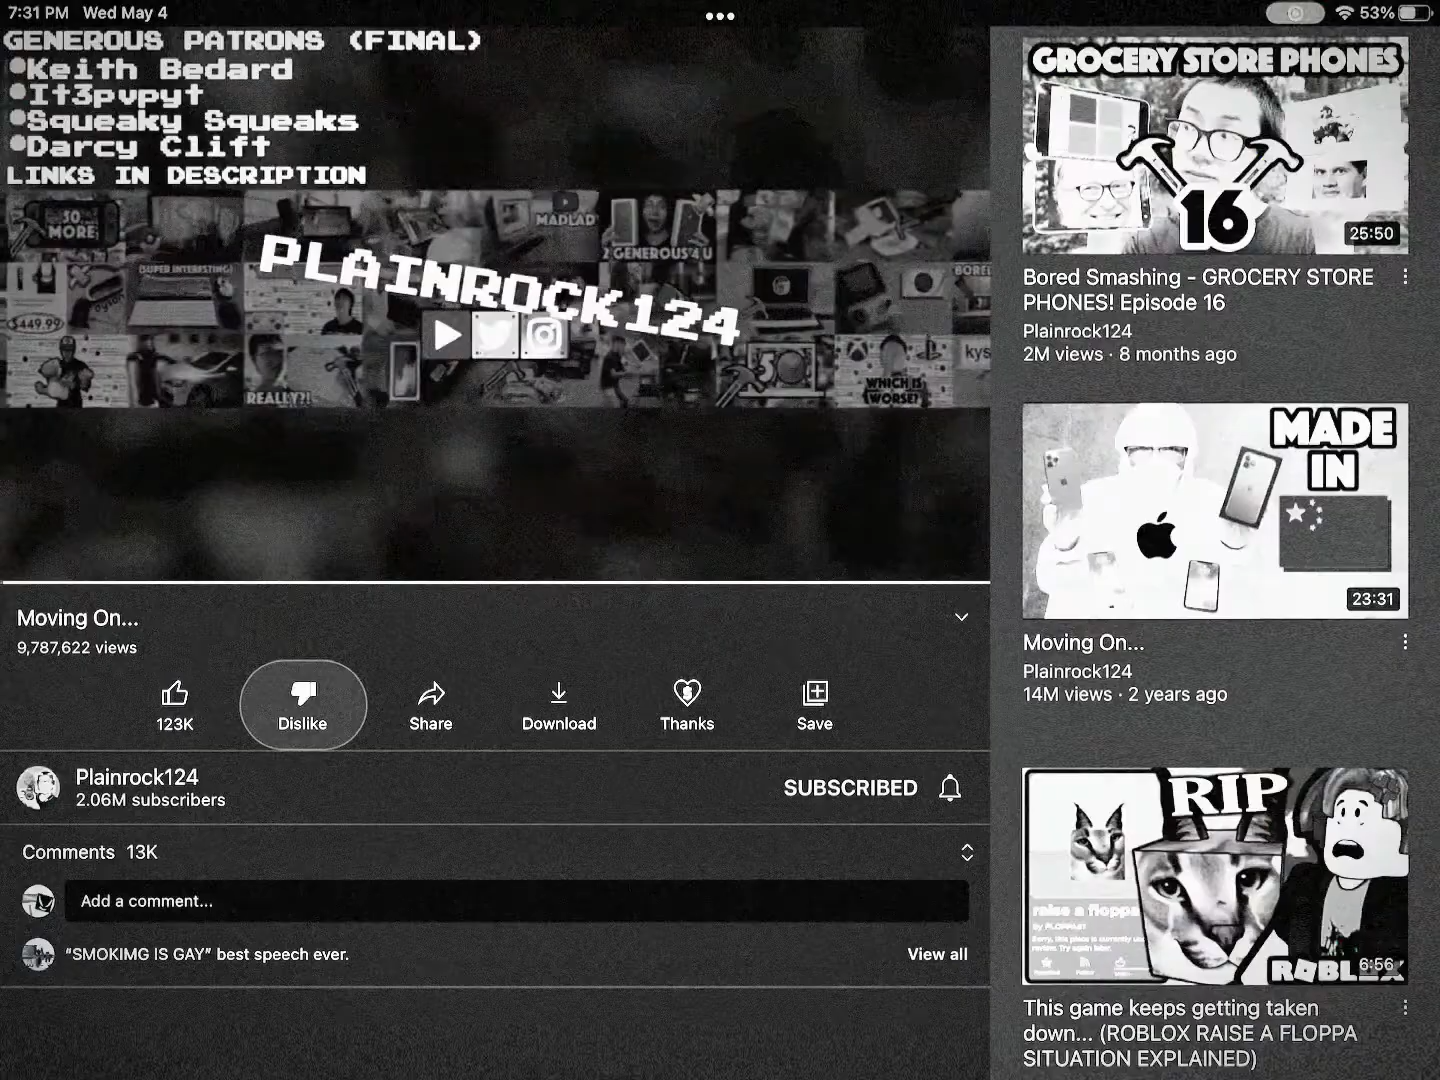 7:31 PM Wed May 4
53%
GENEROUS PATRONS (FINAL)
•Keith Bedard
•It3pvpyt
•Squeaky Squeaks
•Darcy Clift
LINKS IN DESCRIPTION
30 MORE
MADLAD
2 GENEROUS 4 U
(SUPER INTERESTING)
PLAINROCK124
$449.99
REALLY?!
WHICH IS
WORSE?
kys
Moving On...
9,787,622 views
123K
Dislike
Share
Download
Thanks
Save
Plainrock124
2.06M subscribers
SUBSCRIBED
Comments 13K
Add a comment...
“SMOKIMG IS GAY” best speech ever.
View all
GROCERY STORE PHONES
16
25:50
Bored Smashing - GROCERY STORE
PHONES! Episode 16
Plainrock124
2M views · 8 months ago
MADE
IN
23:31
Moving On...
Plainrock124
14M views · 2 years ago
RIP
raise a floppa
by FLOPPA#1
ROBLOX
6:56
This game keeps getting taken
down... (ROBLOX RAISE A FLOPPA
SITUATION EXPLAINED)